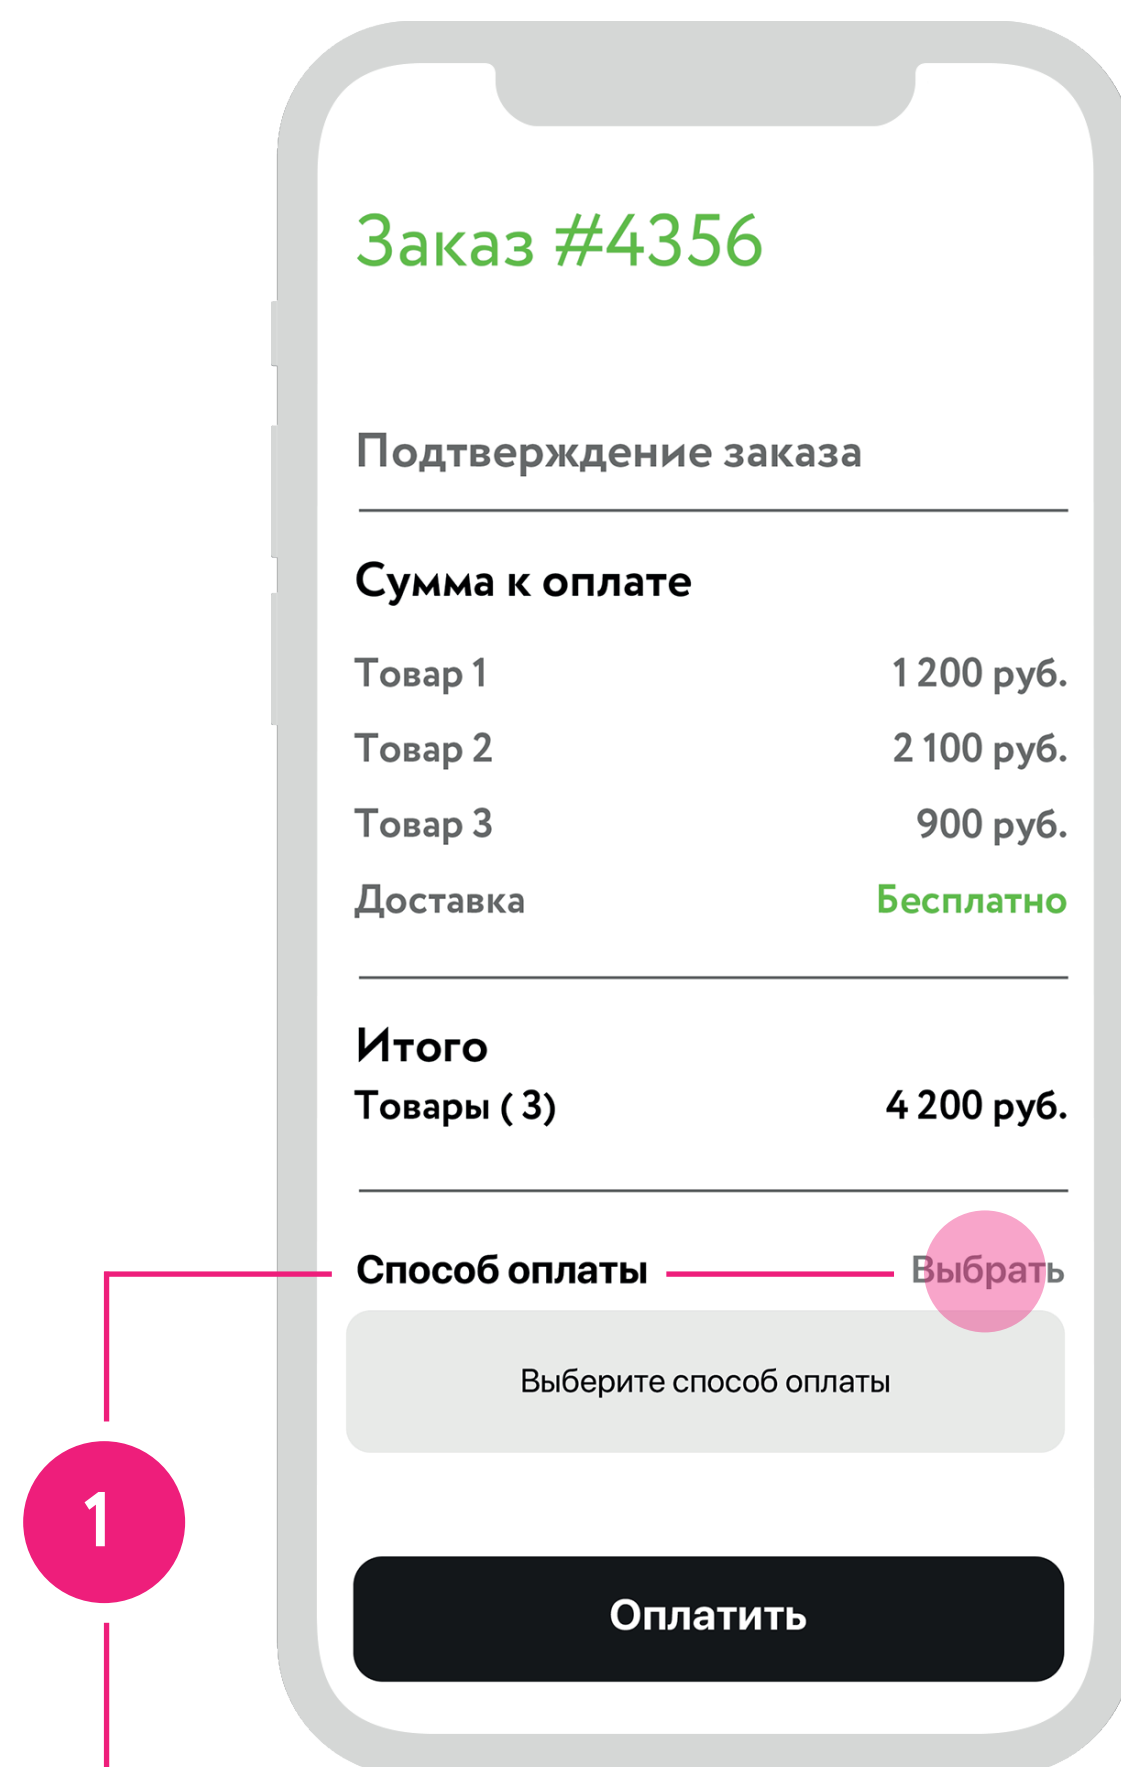 Заказ #4356
Подтверждение заказа
Сумма к оплате
Товар 1 1 200 руб.
Товар 2 2 100 руб.
Товар 3 900 руб.
Доставка Бесплатно
Итого
Товары ( 3) 4 200 руб.
Способ оплаты Выбрать
Выберите способ оплаты
1
Оплатить